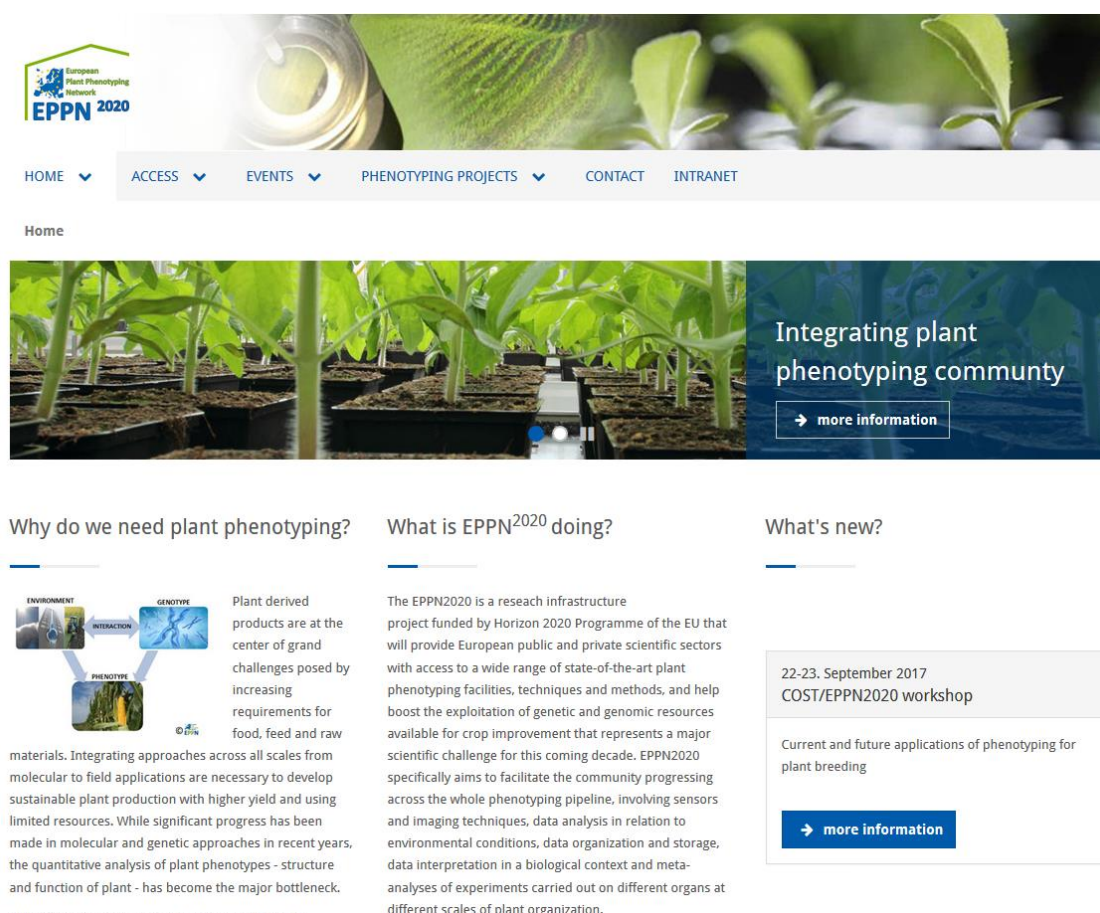 European
Plant Phenotyping
Network
EPPN 2020
HOME
ACCESS
EVENTS
PHENOTYPING PROJECTS
CONTACT
INTRANET
Home
Integrating plant
phenotyping communty
more information
Why do we need plant phenotyping?
ENVIRONMENT
GENOTYPE
INTERACTION
PHENOTYPE
© EPPN
Plant derived
products are at the
center of grand
challenges posed by
increasing
requirements for
food, feed and raw
materials. Integrating approaches across all scales from
molecular to field applications are necessary to develop
sustainable plant production with higher yield and using
limited resources. While significant progress has been
made in molecular and genetic approaches in recent years,
the quantitative analysis of plant phenotypes - structure
and function of plant - has become the major bottleneck.
What is EPPN2020 doing?
The EPPN2020 is a reseach infrastructure
project funded by Horizon 2020 Programme of the EU that
will provide European public and private scientific sectors
with access to a wide range of state-of-the-art plant
phenotyping facilities, techniques and methods, and help
boost the exploitation of genetic and genomic resources
available for crop improvement that represents a major
scientific challenge for this coming decade. EPPN2020
specifically aims to facilitate the community progressing
across the whole phenotyping pipeline, involving sensors
and imaging techniques, data analysis in relation to
environmental conditions, data organization and storage,
data interpretation in a biological context and meta-
analyses of experiments carried out on different organs at
different scales of plant organization.
What's new?
22-23. September 2017
COST/EPPN2020 workshop
Current and future applications of phenotyping for
plant breeding
more information